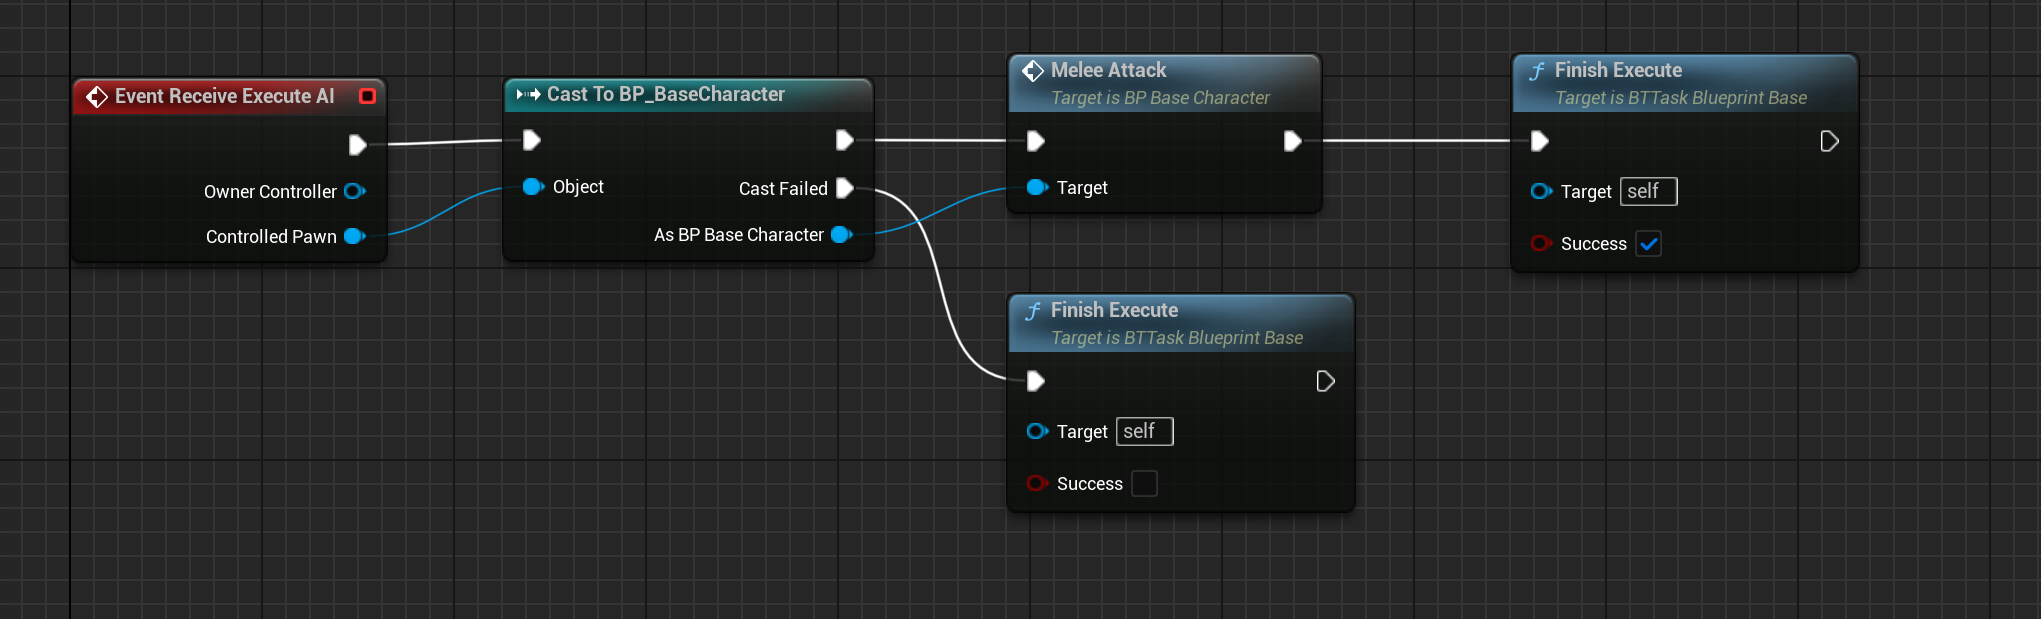 Event Receive Execute AI
Owner Controller
Controlled Pawn
Cast To BP_BaseCharacter
Object
Cast Failed
As BP Base Character
Melee Attack
Target is BP Base Character
Target
Finish Execute
Target is BTTask Blueprint Base
Target self
Success
Finish Execute
Target is BTTask Blueprint Base
Target self
Success